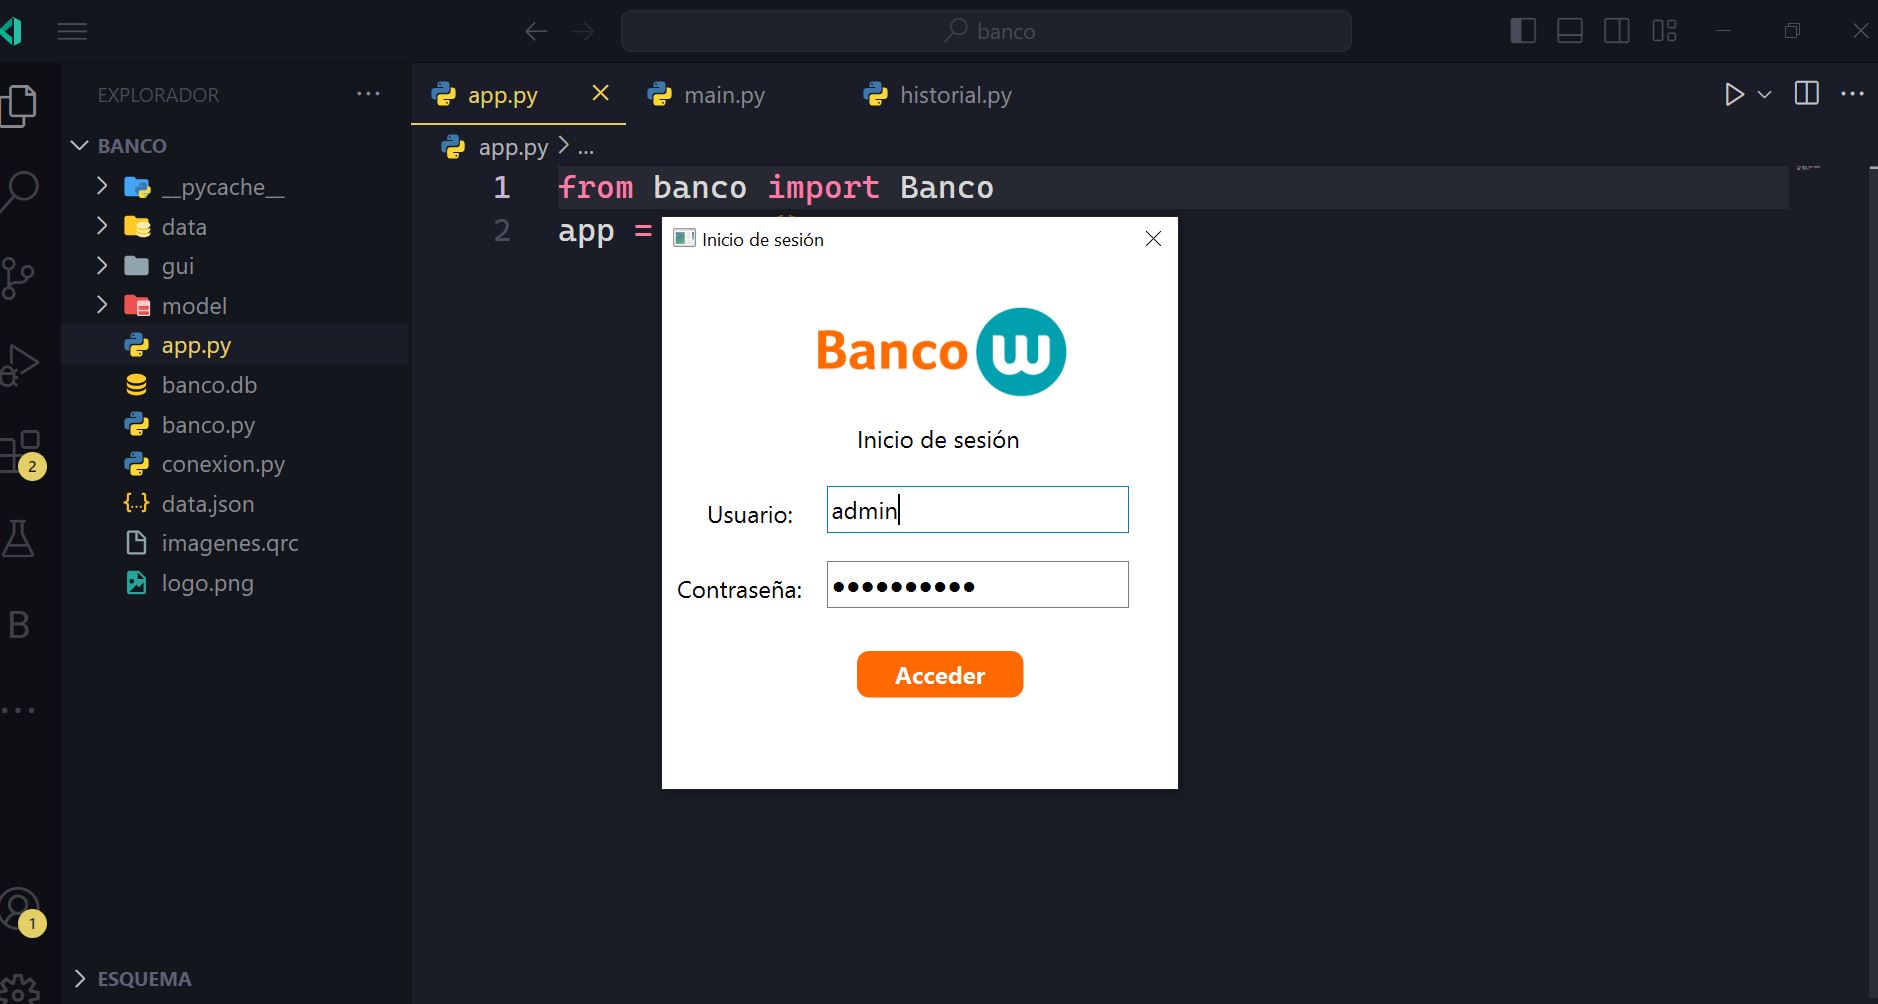 banco
EXPLORADOR
BANCO
__pycache__
data
gui
model
app.py
banco.db
banco.py
conexion.py
data.json
imagenes.qrc
logo.png
ESQUEMA
B
2
1
app.py
main.py
historial.py
app.py > ...
1 from banco import Banco
2 app =
Inicio de sesión
Banco W
Inicio de sesión
Usuario: admin
Contraseña: ••••••••••
Acceder